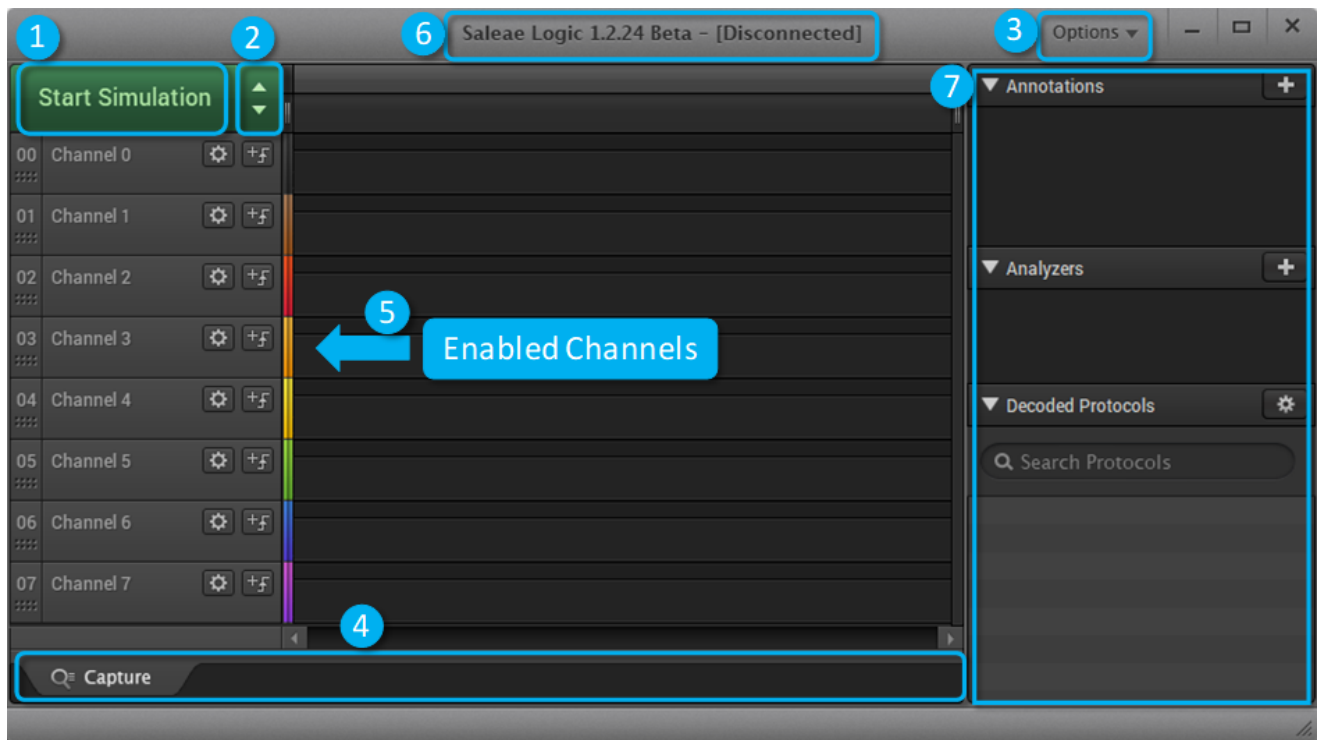 1
2
6
Saleae Logic 1.2.24 Beta - [Disconnected]
3
Options
Start Simulation
7
Annotations
00 Channel 0
01 Channel 1
02 Channel 2
Analyzers
03 Channel 3
5
Enabled Channels
04 Channel 4
Decoded Protocols
05 Channel 5
Search Protocols
06 Channel 6
07 Channel 7
4
Capture